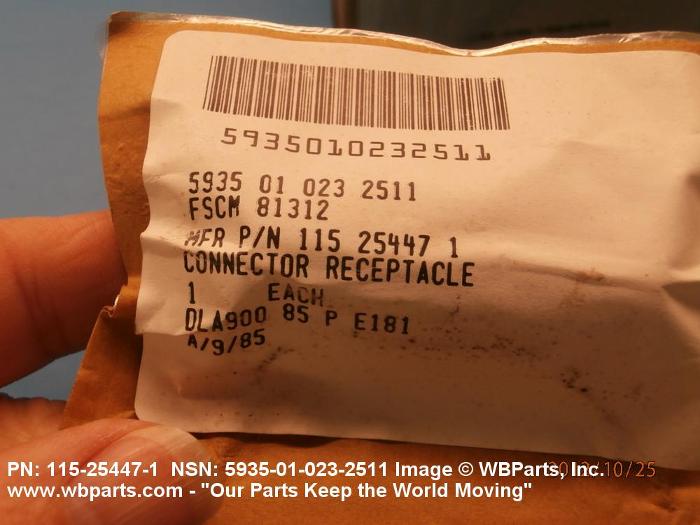 5935010232511
5935 01 023 2511
FSCM 81312
MFR P/N 115 25447 1
CONNECTOR RECEPTACLE
1 EACH
DLA900 85 P E181
A/9/85
PN: 115-25447-1 NSN: 5935-01-023-2511 Image © WBParts, Inc.
www.wbparts.com - "Our Parts Keep the World Moving"